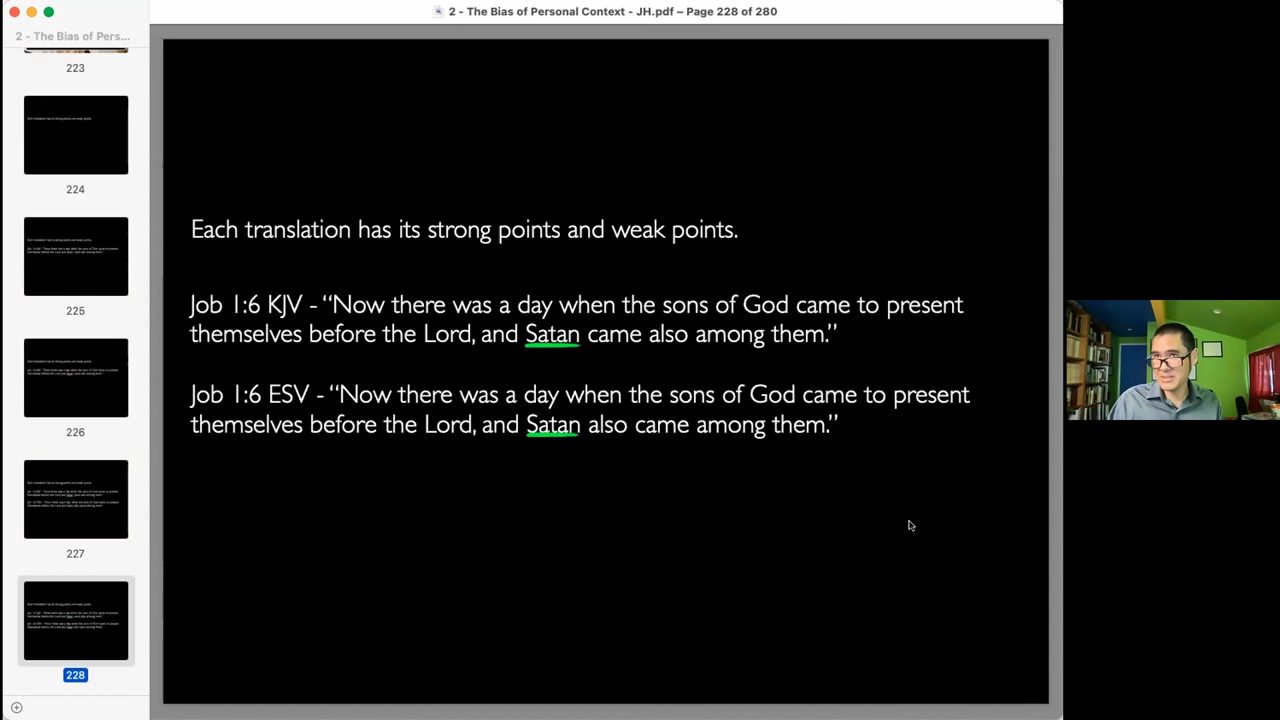 2 - The Bias of Personal Context - JH.pdf – Page 228 of 280
2 - The Bias of Pers...
223
224
225
226
227
228
Each translation has its strong points and weak points.
Job 1:6 KJV - “Now there was a day when the sons of God came to present
themselves before the Lord, and Satan came also among them.”
Job 1:6 ESV - “Now there was a day when the sons of God came to present
themselves before the Lord, and Satan also came among them.”